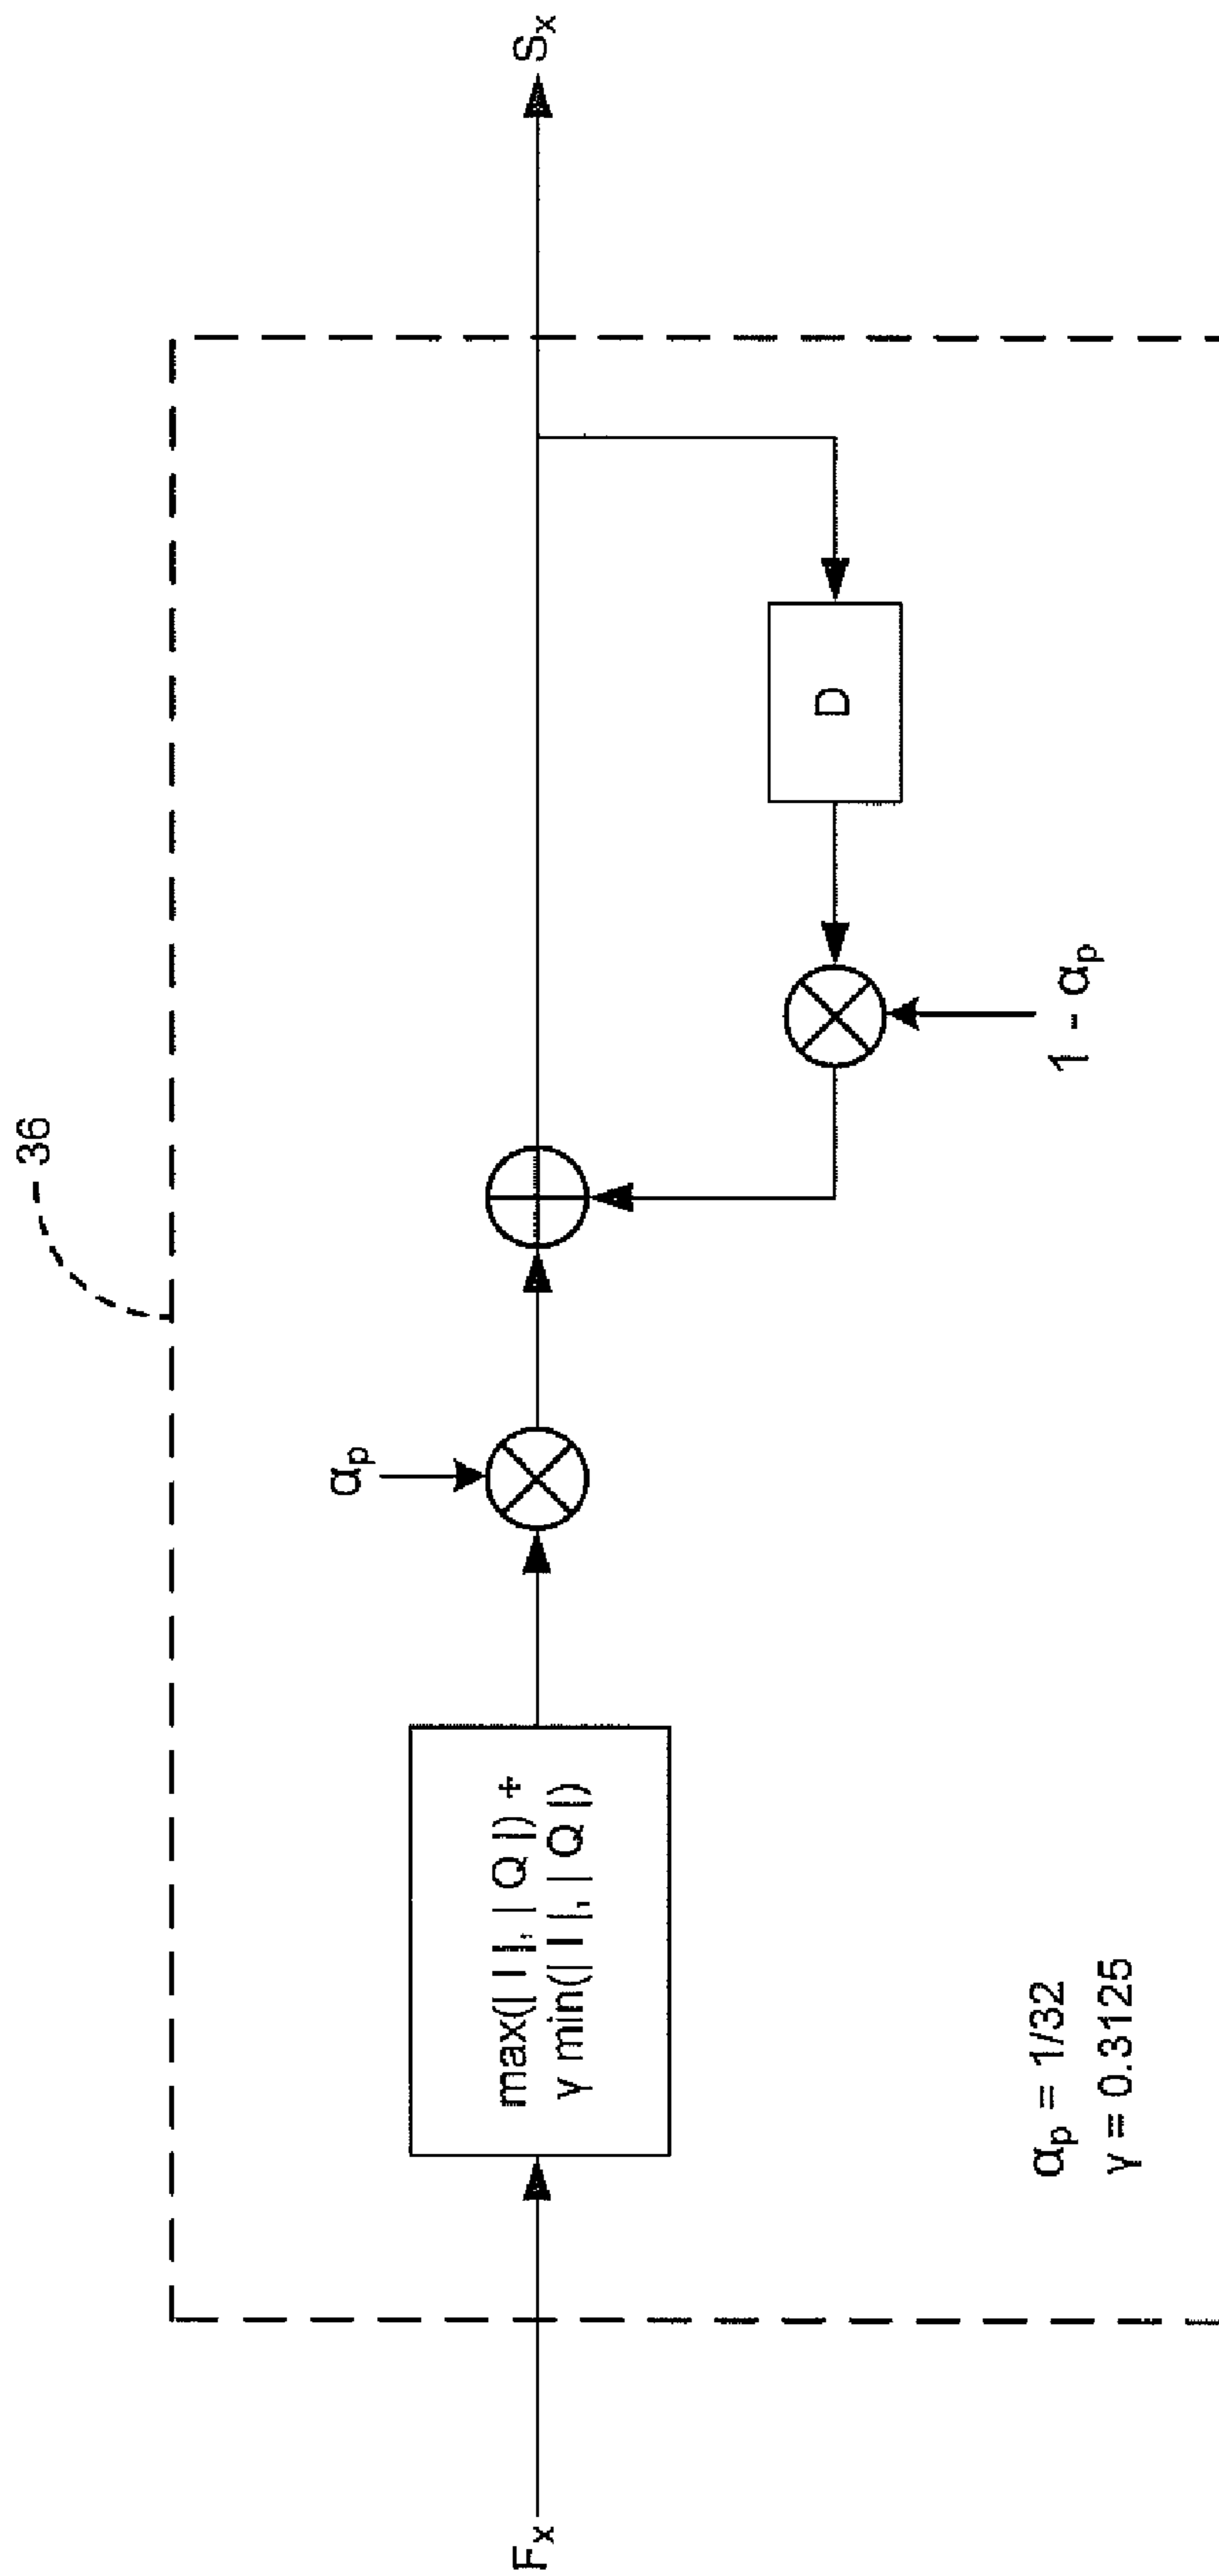 36
F_x
max(| I |, | Q |) +
γ min(| I |, | Q |)
α_p
S_x
D
1 - α_p
α_p = 1/32
γ = 0.3125